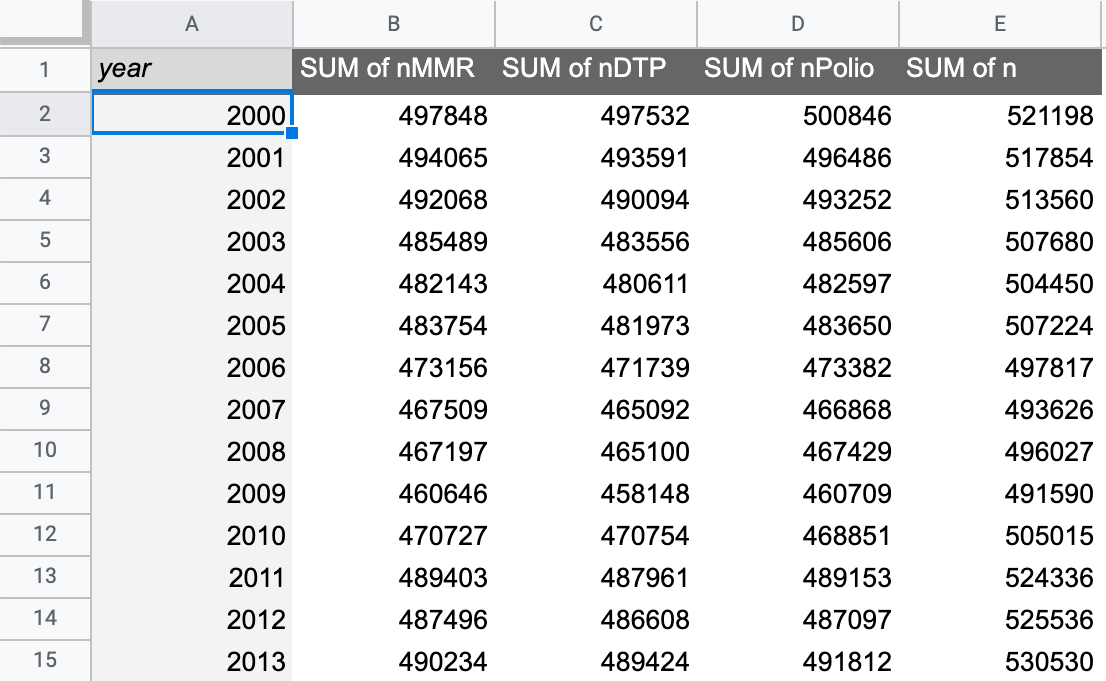 A B C D E
1 year SUM of nMMR SUM of nDTP SUM of nPolio SUM of n
2 2000 497848 497532 500846 521198
3 2001 494065 493591 496486 517854
4 2002 492068 490094 493252 513560
5 2003 485489 483556 485606 507680
6 2004 482143 480611 482597 504450
7 2005 483754 481973 483650 507224
8 2006 473156 471739 473382 497817
9 2007 467509 465092 466868 493626
10 2008 467197 465100 467429 496027
11 2009 460646 458148 460709 491590
12 2010 470727 470754 468851 505015
13 2011 489403 487961 489153 524336
14 2012 487496 486608 487097 525536
15 2013 490234 489424 491812 530530